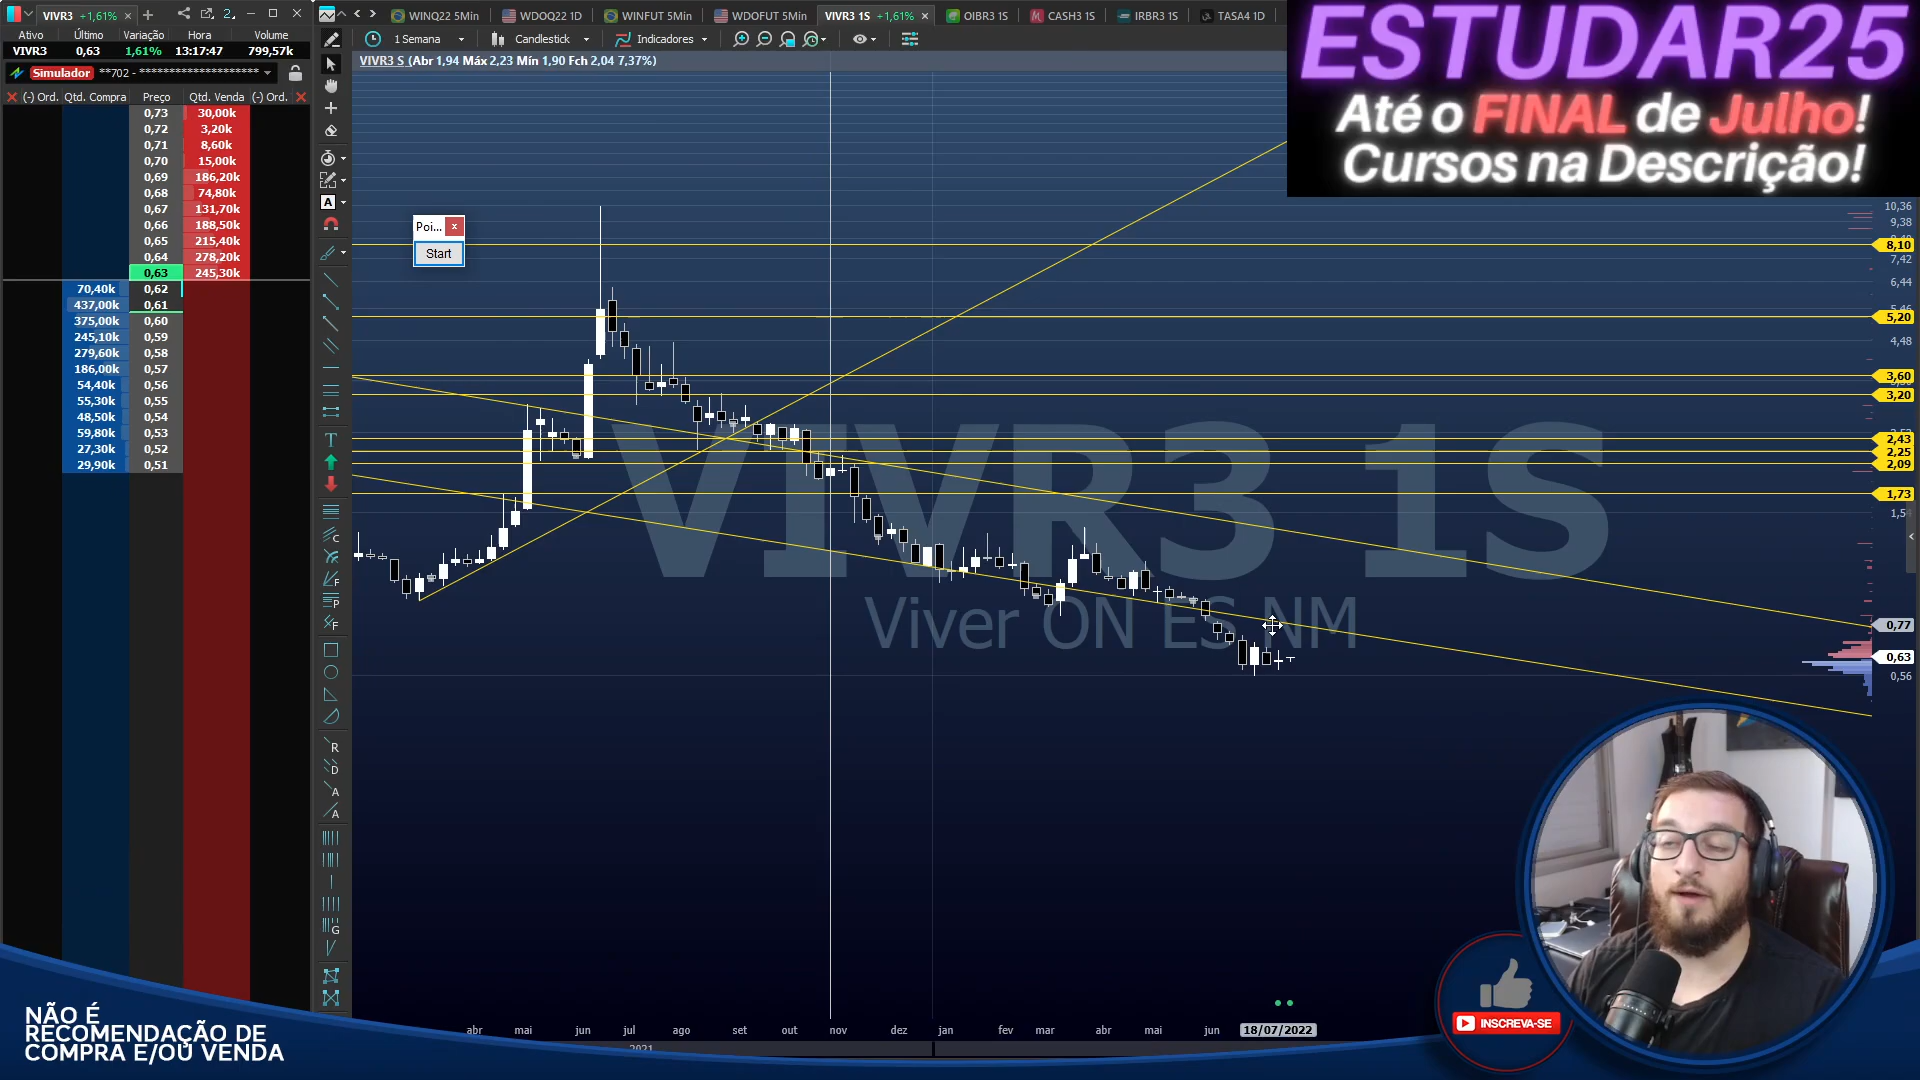 VIVR3 +1,61%
2
Ativo Último Variação Hora Volume
VIVR3 0,63 1,61% 13:17:47 799,57k
Simulador **702 - *********************
(-) Ord. Qtd. Compra Preço Qtd. Venda (-) Ord.
0,73 30,00k
0,72 3,20k
0,71 8,60k
0,70 15,00k
0,69 186,20k
0,68 74,80k
0,67 131,70k
0,66 188,50k
0,65 215,40k
0,64 278,20k
0,63 245,30k
70,40k 0,62
437,00k 0,61
375,00k 0,60
245,10k 0,59
279,60k 0,58
186,00k 0,57
54,40k 0,56
55,30k 0,55
48,50k 0,54
59,80k 0,53
27,30k 0,52
29,90k 0,51
WINQ22 5Min WDOQ22 1D WINFUT 5Min WDOFUT 5Min VIVR3 1S +1,61% OIBR3 1S CASH3 1S IRBR3 1S TASA4 1D
1 Semana Candlestick Indicadores
VIVR3 S (Abr 1,94 Máx 2,23 Mín 1,90 Fch 2,04 7,37%)
Poi...
Start
ESTUDAR25
Até o FINAL de Julho!
Cursos na Descrição!
10,36
9,38
8,10
7,42
6,44
5,20
4,48
3,60
3,20
2,43
2,25
2,09
1,73
0,77
0,63
0,56
VIVR3 1S
Viver ON ES NM
abr mai jun jul ago set out nov dez jan fev mar abr mai jun 18/07/2022
2021
NÃO É
RECOMENDAÇÃO DE
COMPRA E/OU VENDA
INSCREVA-SE